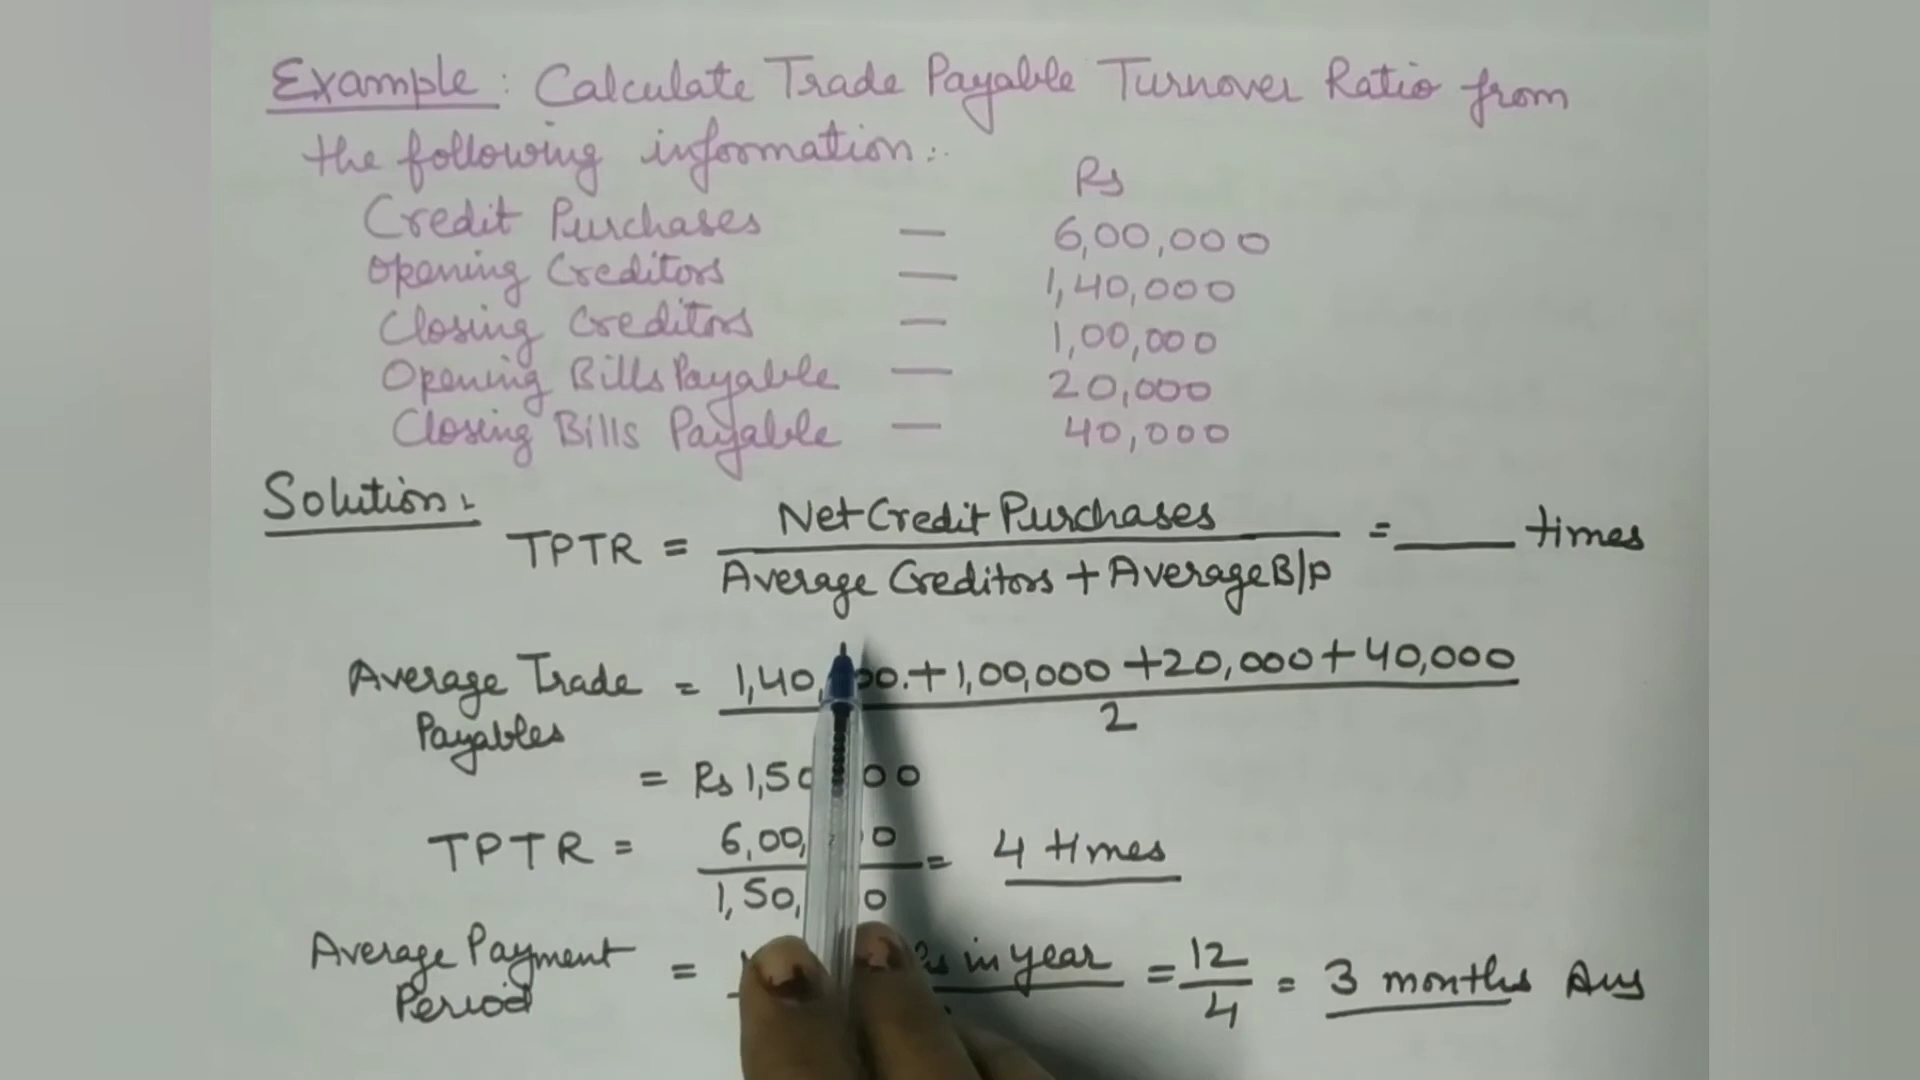 Example: Calculate Trade Payable Turnover Ratio from
the following information:
Rs
Credit Purchases — 6,00,000
Opening Creditors — 1,40,000
Closing Creditors — 1,00,000
Opening Bills Payable — 20,000
Closing Bills Payable — 40,000
Solution:
TPTR = Net Credit Purchases = ____ times
Average Creditors + Average B/P
Average Trade = 1,40, 00.+1,00,000 +20,000+40,000
Payables 2
= Rs 1,50 00
TPTR = 6,00, 0 = 4 times
1,50, 0
Average Payment = in year = 12 = 3 months Ans
Period 4